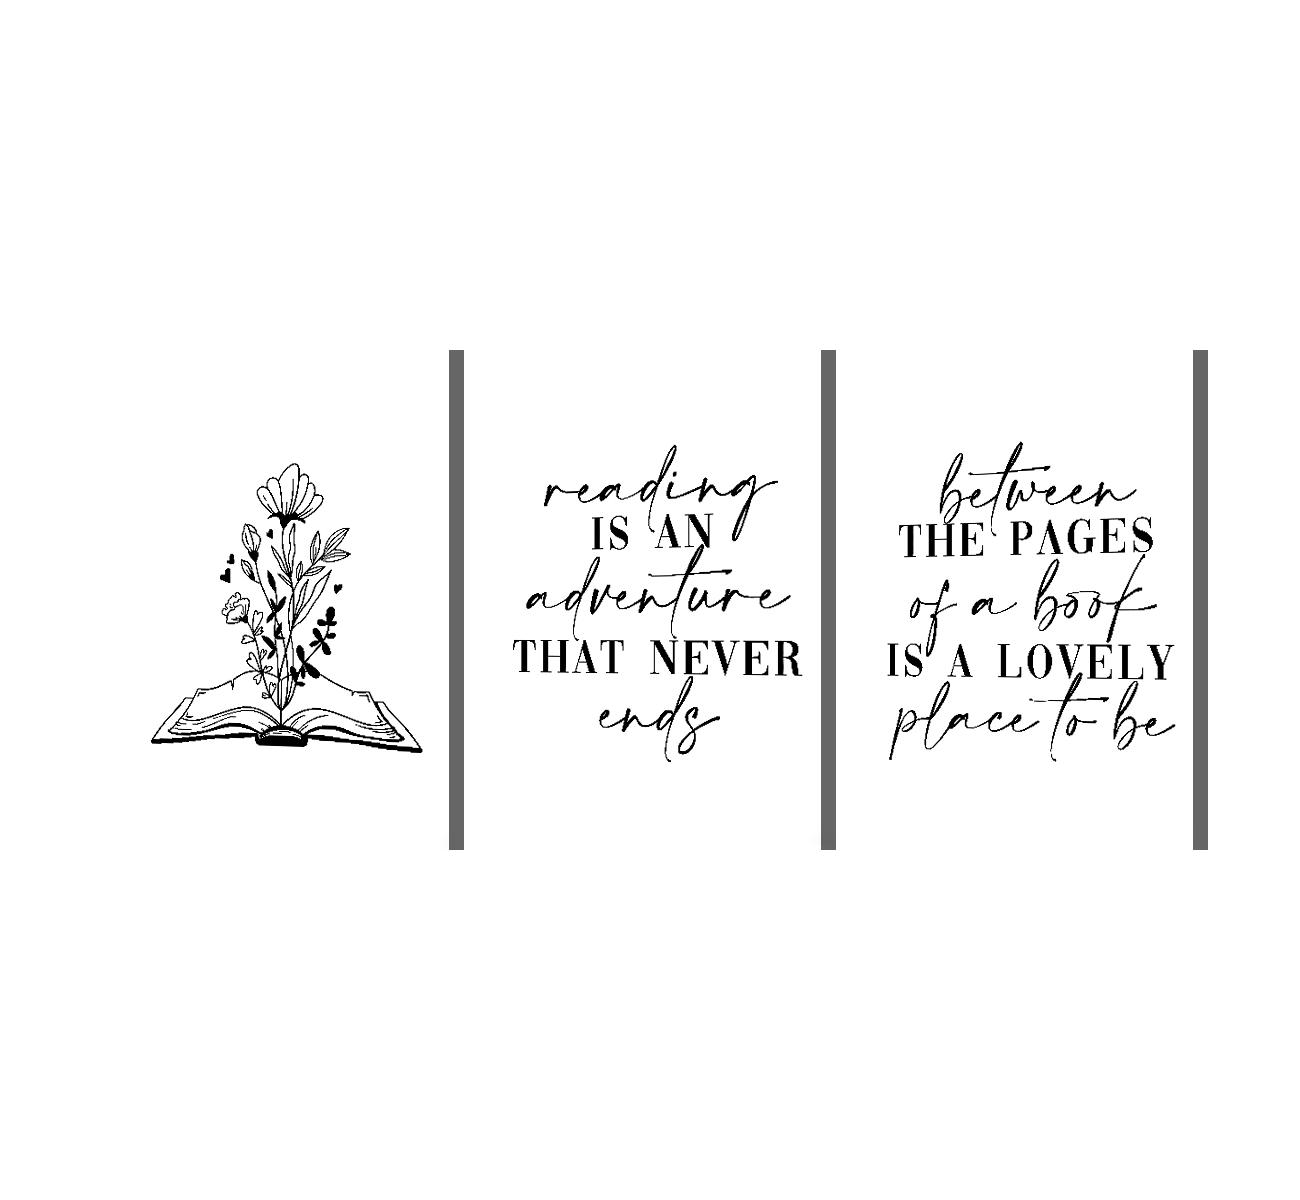 reading
IS AN
adventure
THAT NEVER
ends
between
THE PAGES
of a book
IS A LOVELY
place to be